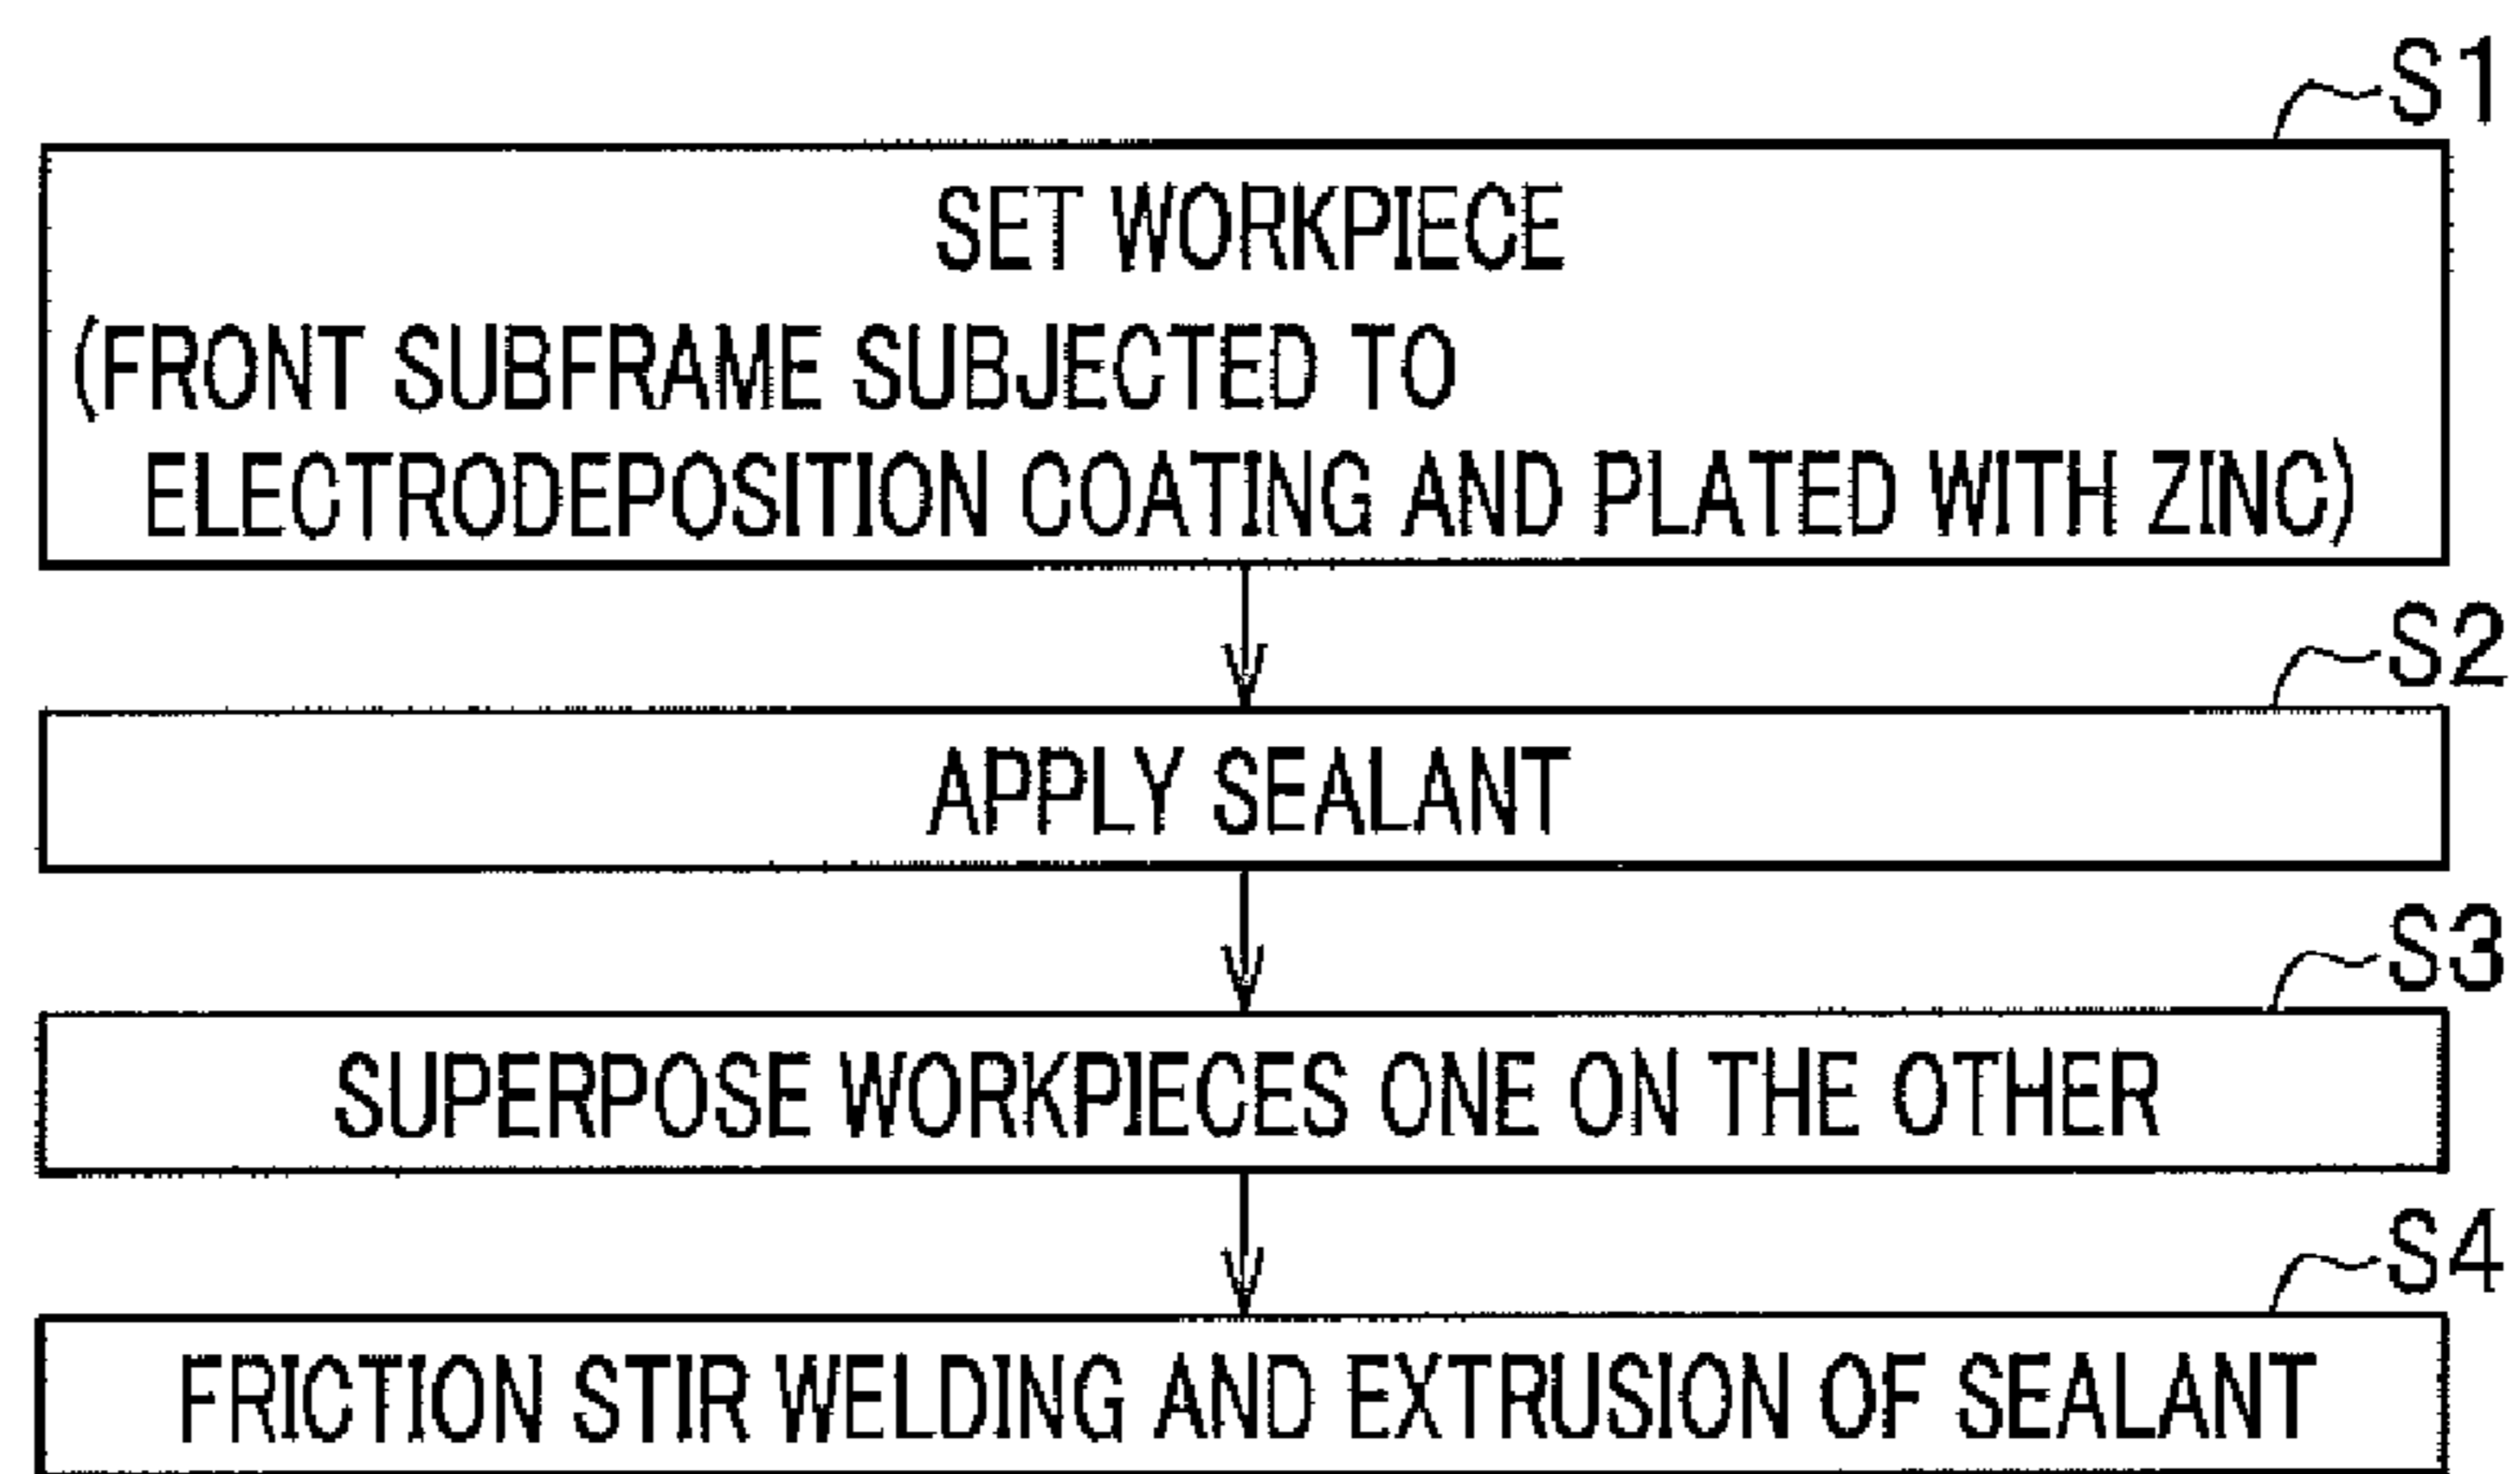 S1
SET WORKPIECE
(FRONT SUBFRAME SUBJECTED TO
ELECTRODEPOSITION COATING AND PLATED WITH ZINC)
S2
APPLY SEALANT
S3
SUPERPOSE WORKPIECES ONE ON THE OTHER
S4
FRICTION STIR WELDING AND EXTRUSION OF SEALANT